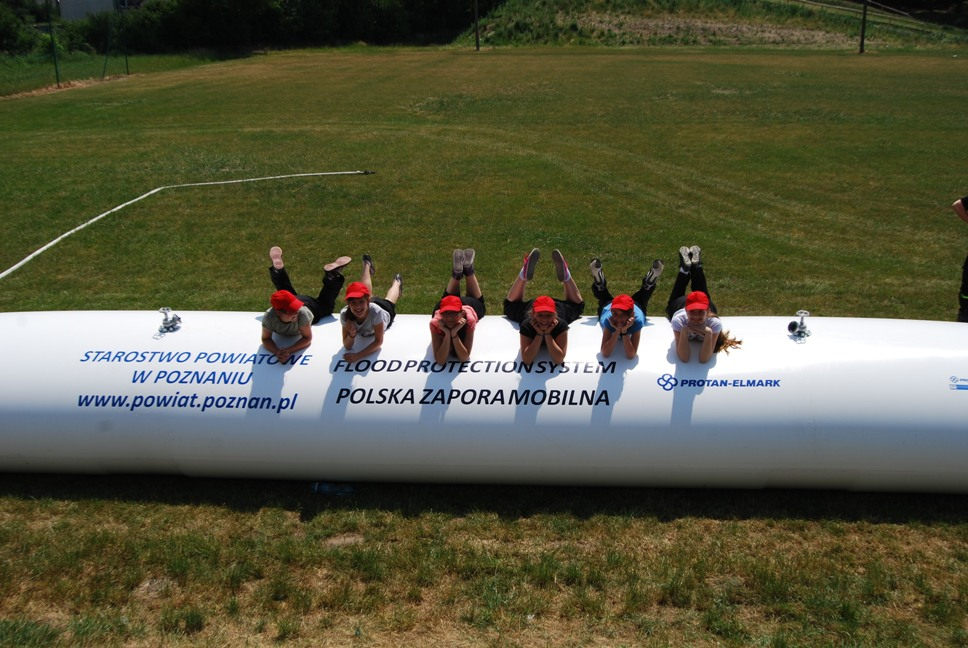 STAROSTWO POWIATOWE
W POZNANIU
www.powiat.poznan.pl
FLOOD PROTECTION SYSTEM
POLSKA ZAPORA MOBILNA
PROTAN-ELMARK